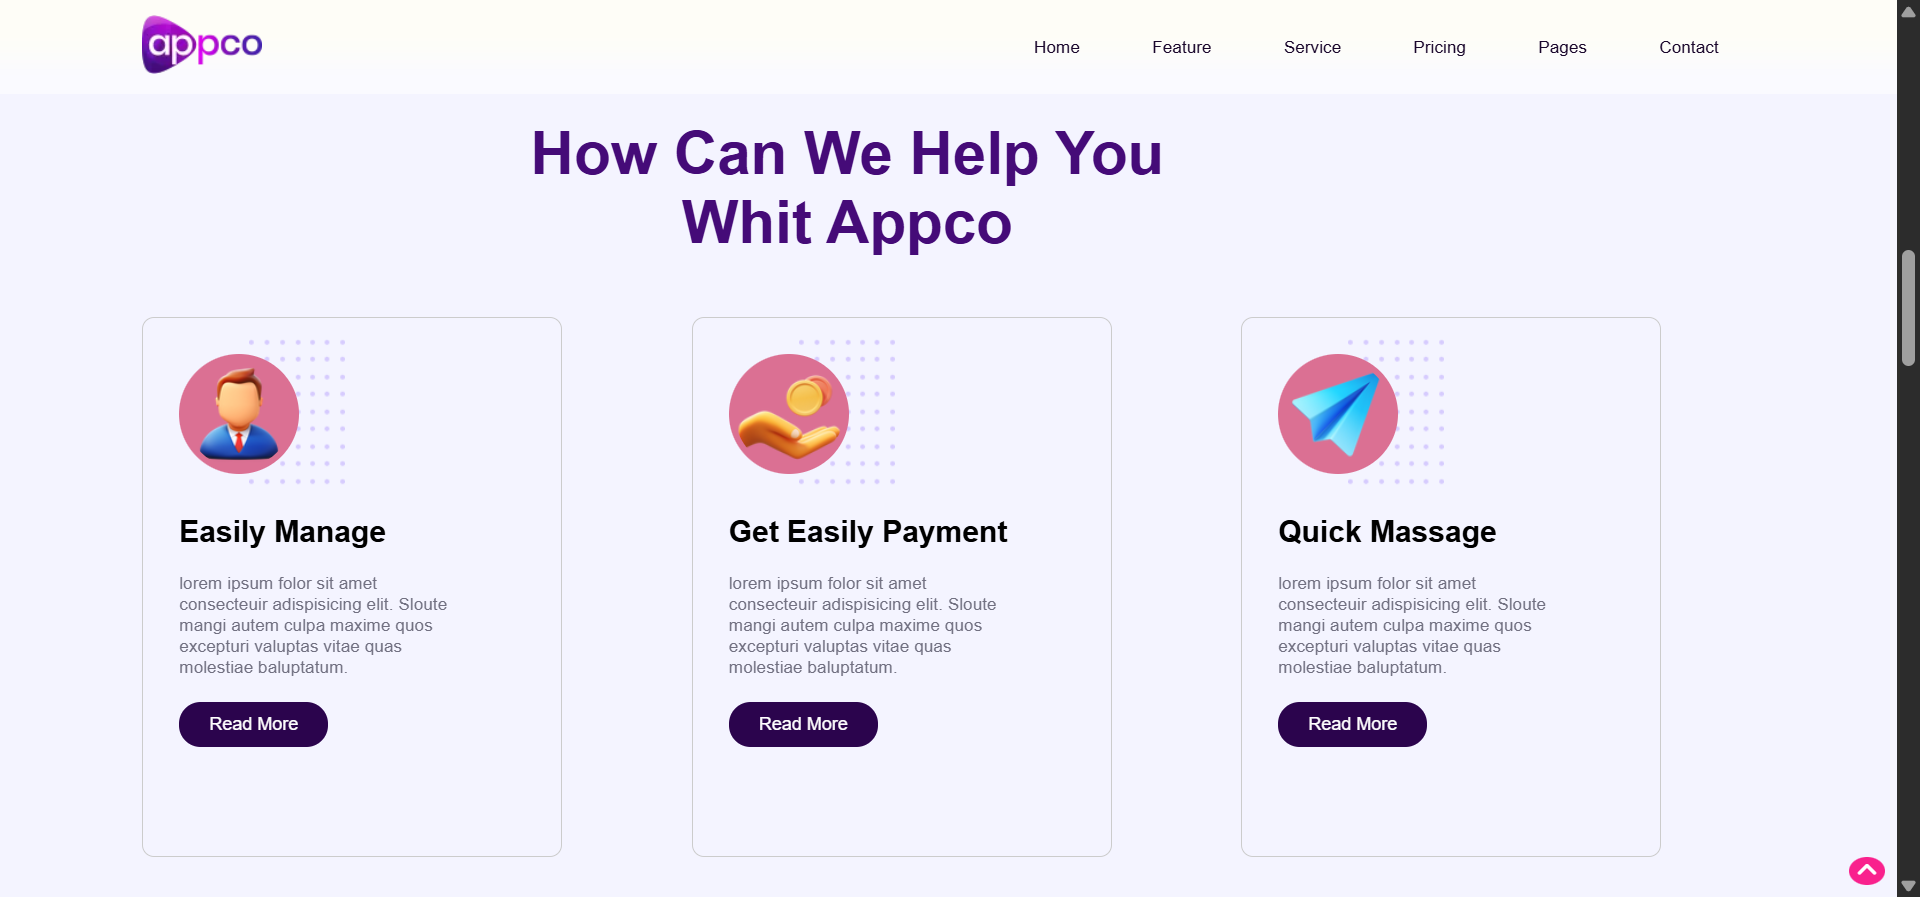 appco
Home Feature Service Pricing Pages Contact
How Can We Help You
Whit Appco
Easily Manage
lorem ipsum folor sit amet
consecteuir adispisicing elit. Sloute
mangi autem culpa maxime quos
excepturi valuptas vitae quas
molestiae baluptatum.
Read More
Get Easily Payment
lorem ipsum folor sit amet
consecteuir adispisicing elit. Sloute
mangi autem culpa maxime quos
excepturi valuptas vitae quas
molestiae baluptatum.
Read More
Quick Massage
lorem ipsum folor sit amet
consecteuir adispisicing elit. Sloute
mangi autem culpa maxime quos
excepturi valuptas vitae quas
molestiae baluptatum.
Read More